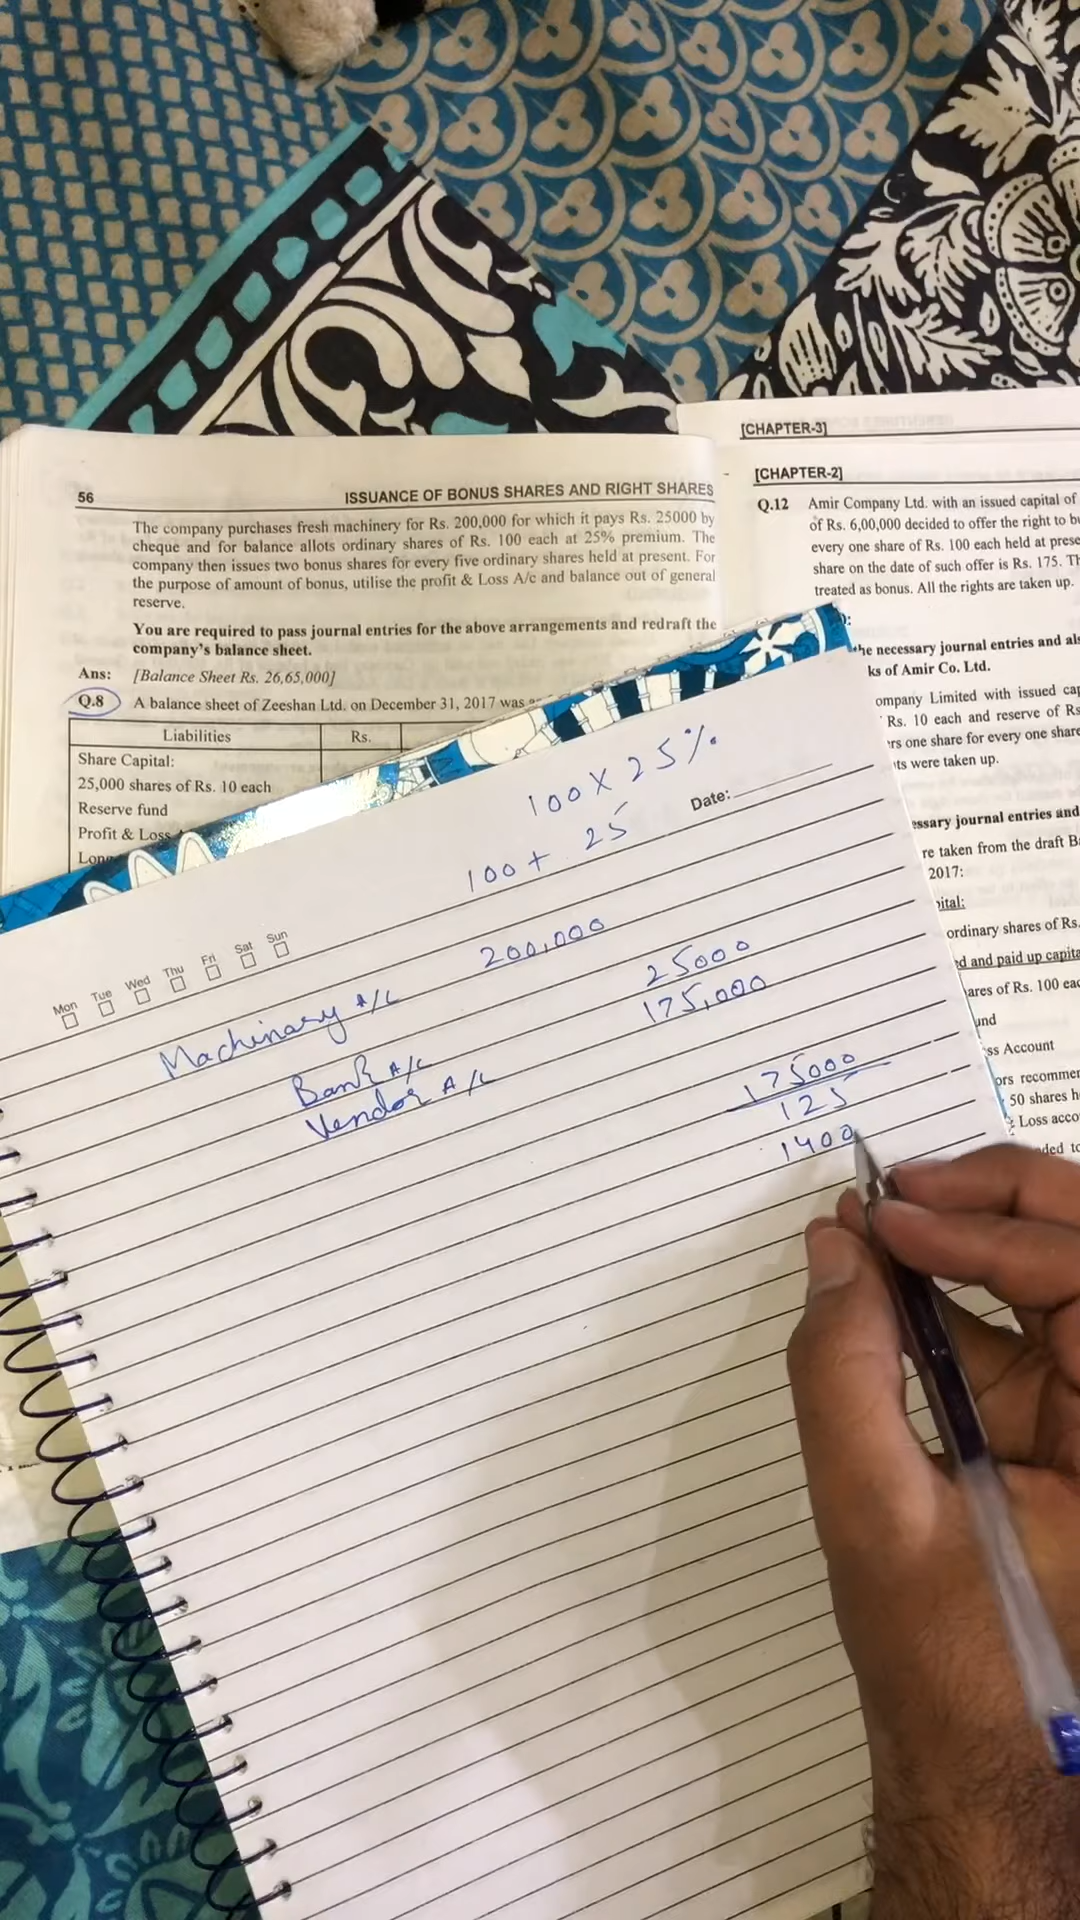 56
ISSUANCE OF BONUS SHARES AND RIGHT SHARES
The company purchases fresh machinery for Rs. 200,000 for which it pays Rs. 25000 by
cheque and for balance allots ordinary shares of Rs. 100 each at 25% premium. The
company then issues two bonus shares for every five ordinary shares held at present. For
the purpose of amount of bonus, utilise the profit & Loss A/c and balance out of general
reserve.
You are required to pass journal entries for the above arrangements and redraft the
company's balance sheet.
Ans: [Balance Sheet Rs. 26,65,000]
Q.8 A balance sheet of Zeeshan Ltd. on December 31, 2017 was
Liabilities Rs.
Share Capital:
25,000 shares of Rs. 10 each
Reserve fund
Profit & Loss
[CHAPTER-3]
[CHAPTER-2]
Q.12 Amir Company Ltd. with an issued capital of
of Rs. 6,00,000 decided to offer the right to
every one share of Rs. 100 each held at
share on the date of such offer is Rs. 175.
treated as bonus. All the rights are taken up.
the necessary journal entries and
ks of Amir Co. Ltd.
ompany Limited with issued
Rs. 10 each and reserve of
one share for every one share
ts were taken up.
essary journal entries and
re taken from the draft
2017:
ital:
ordinary shares of Rs.
and paid up
ares of Rs. 100
und
ss Account
ors
50 shares
Loss
100 x 25%
100 + 25
Date:
Mon Tue Wed Thu Fri Sat Sun
Machinary A/C 200,000
Bank A/C 25000
Vendor A/C 175,000
175000
125
1400